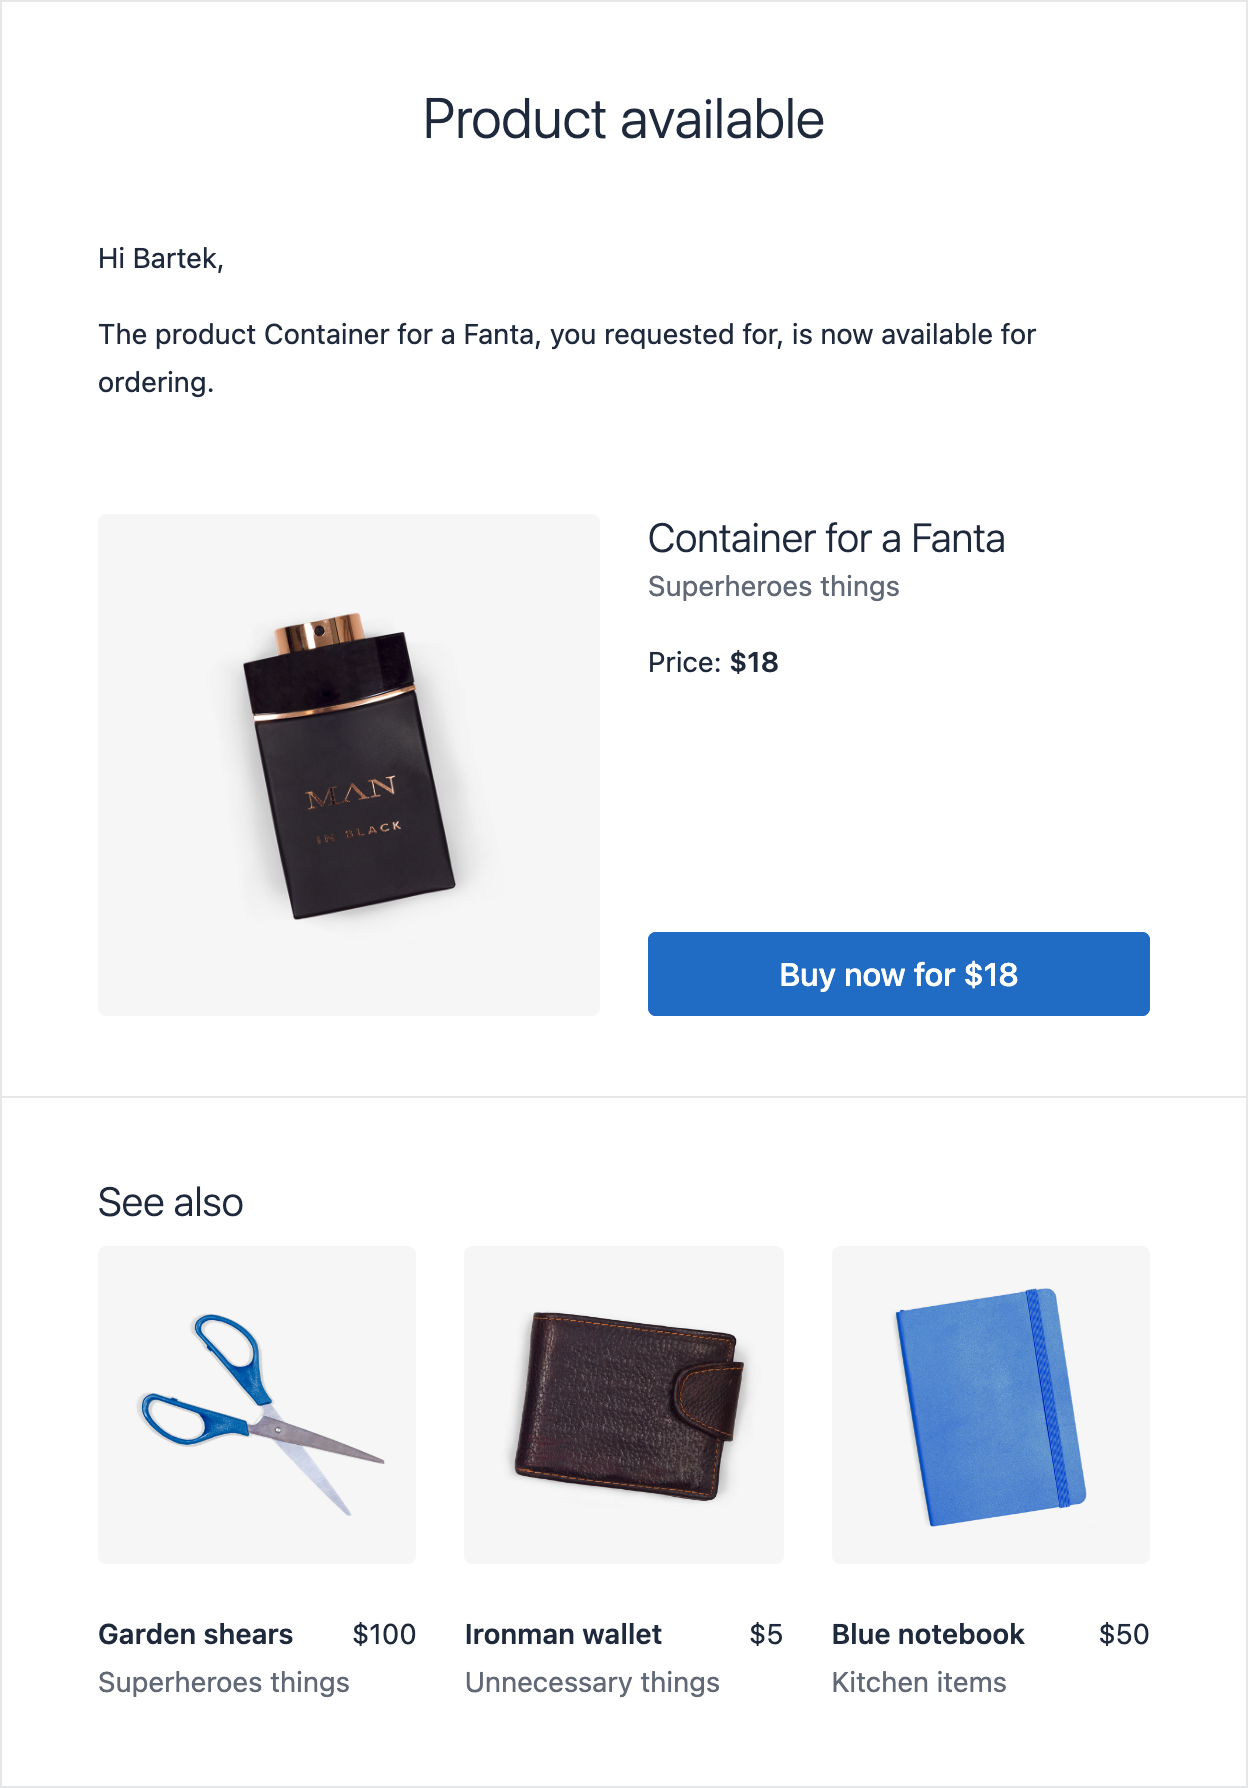 Product available
Hi Bartek,
The product Container for a Fanta, you requested for, is now available for
ordering.
MAN
IN BLACK
Container for a Fanta
Superheroes things
Price: $18
Buy now for $18
See also
Garden shears $100
Superheroes things
Ironman wallet $5
Unnecessary things
Blue notebook $50
Kitchen items